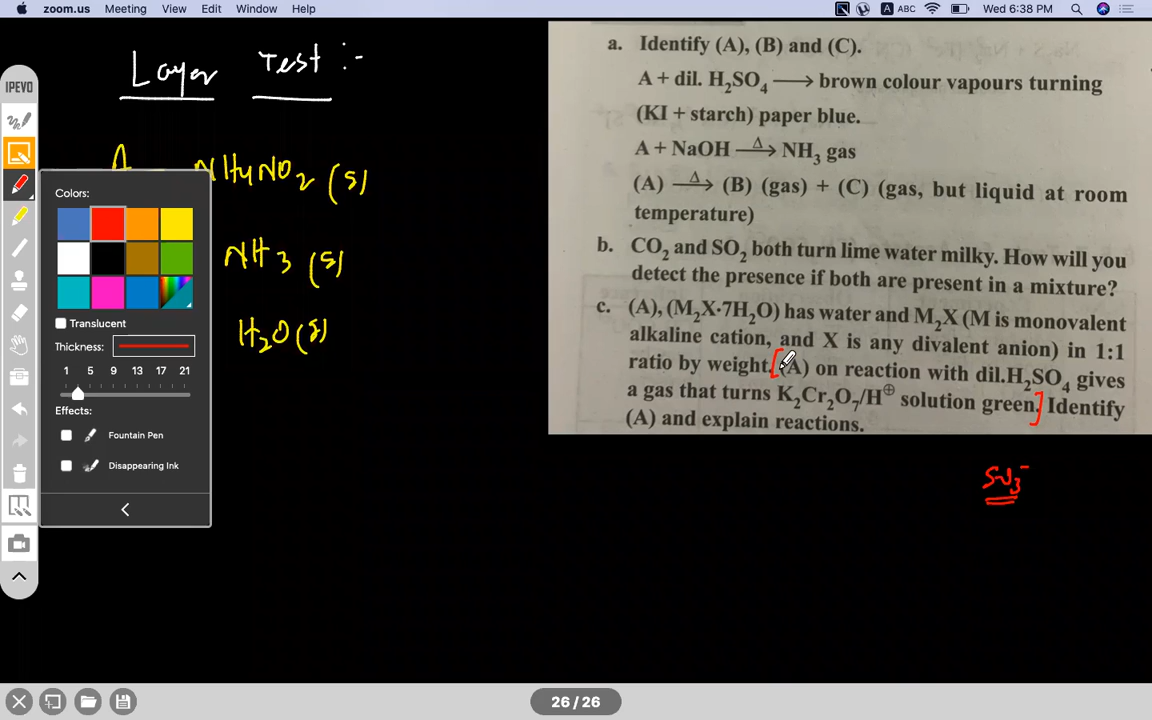 zoom.us Meeting View Edit Window Help
A ABC Wed 6:38 PM
IPEVO
Layer Test :-
A NH4NO₂ (s)
NH₃ (g)
H₂O (g)
Colors:
Translucent
Thickness:
1 5 9 13 17 21
Effects:
Fountain Pen
Disappearing Ink
a. Identify (A), (B) and (C).
A + dil. H₂SO₄ ⟶ brown colour vapours turning
(KI + starch) paper blue.
A + NaOH —Δ→ NH₃ gas
(A) —Δ→ (B) (gas) + (C) (gas, but liquid at room
temperature)
b. CO₂ and SO₂ both turn lime water milky. How will you
detect the presence if both are present in a mixture?
c. (A), (M₂X·7H₂O) has water and M₂X (M is monovalent
alkaline cation, and X is any divalent anion) in 1:1
ratio by weight. [(A) on reaction with dil.H₂SO₄ gives
a gas that turns K₂Cr₂O₇/H⊕ solution green.] Identify
(A) and explain reactions.
SO₃⁻
26 / 26